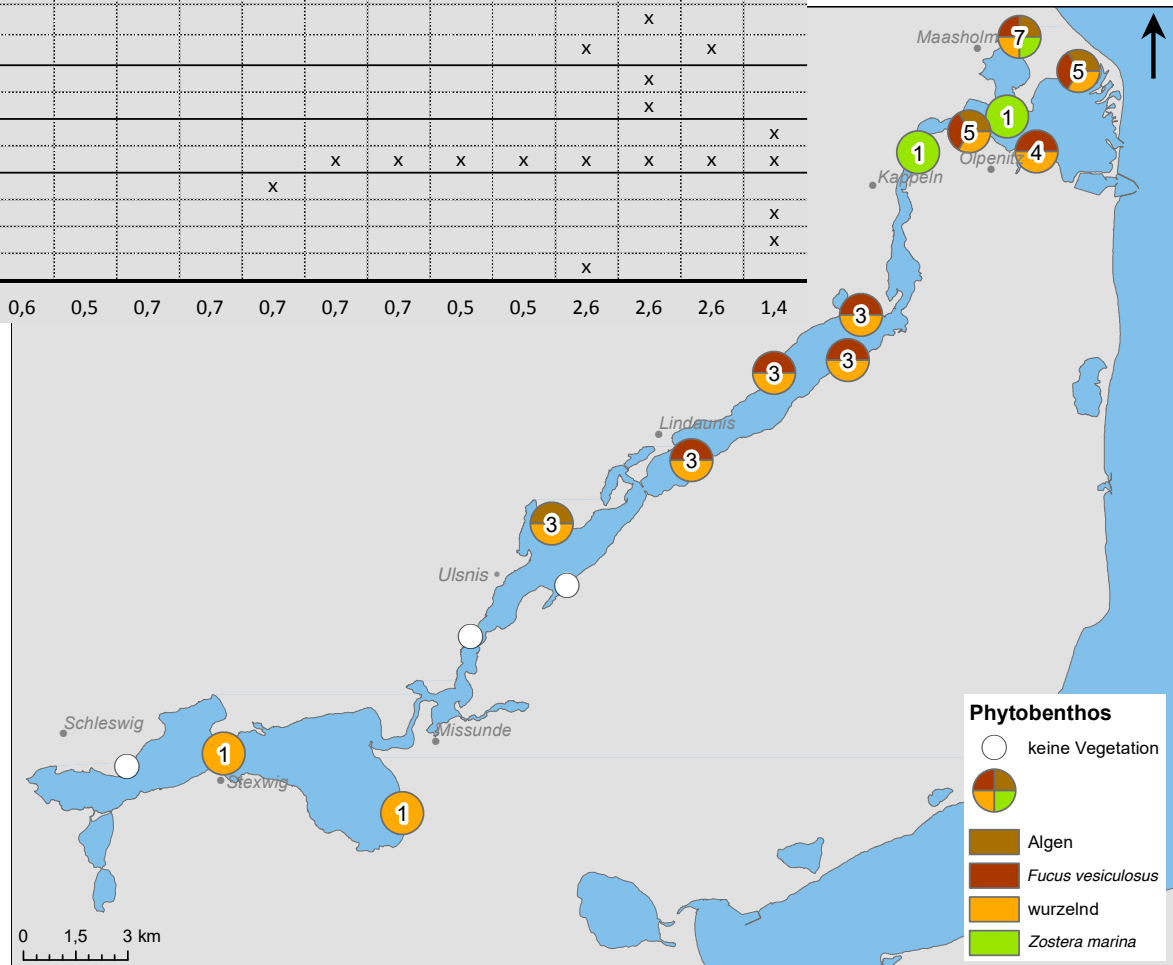 x
x x
x
x
x
x x x x x x x x
x
x
x
x
0,6 0,5 0,7 0,7 0,7 0,7 0,7 0,5 0,5 2,6 2,6 2,6 1,4
Maasholm
7
5
1
5
1
4
Olpenitz
Kappeln
3
3
3
Lindaunis
3
3
Ulsnis
Schleswig
Missunde
1
Stexwig
1
0 1,5 3 km
Phytobenthos
keine Vegetation
Algen
Fucus vesiculosus
wurzelnd
Zostera marina